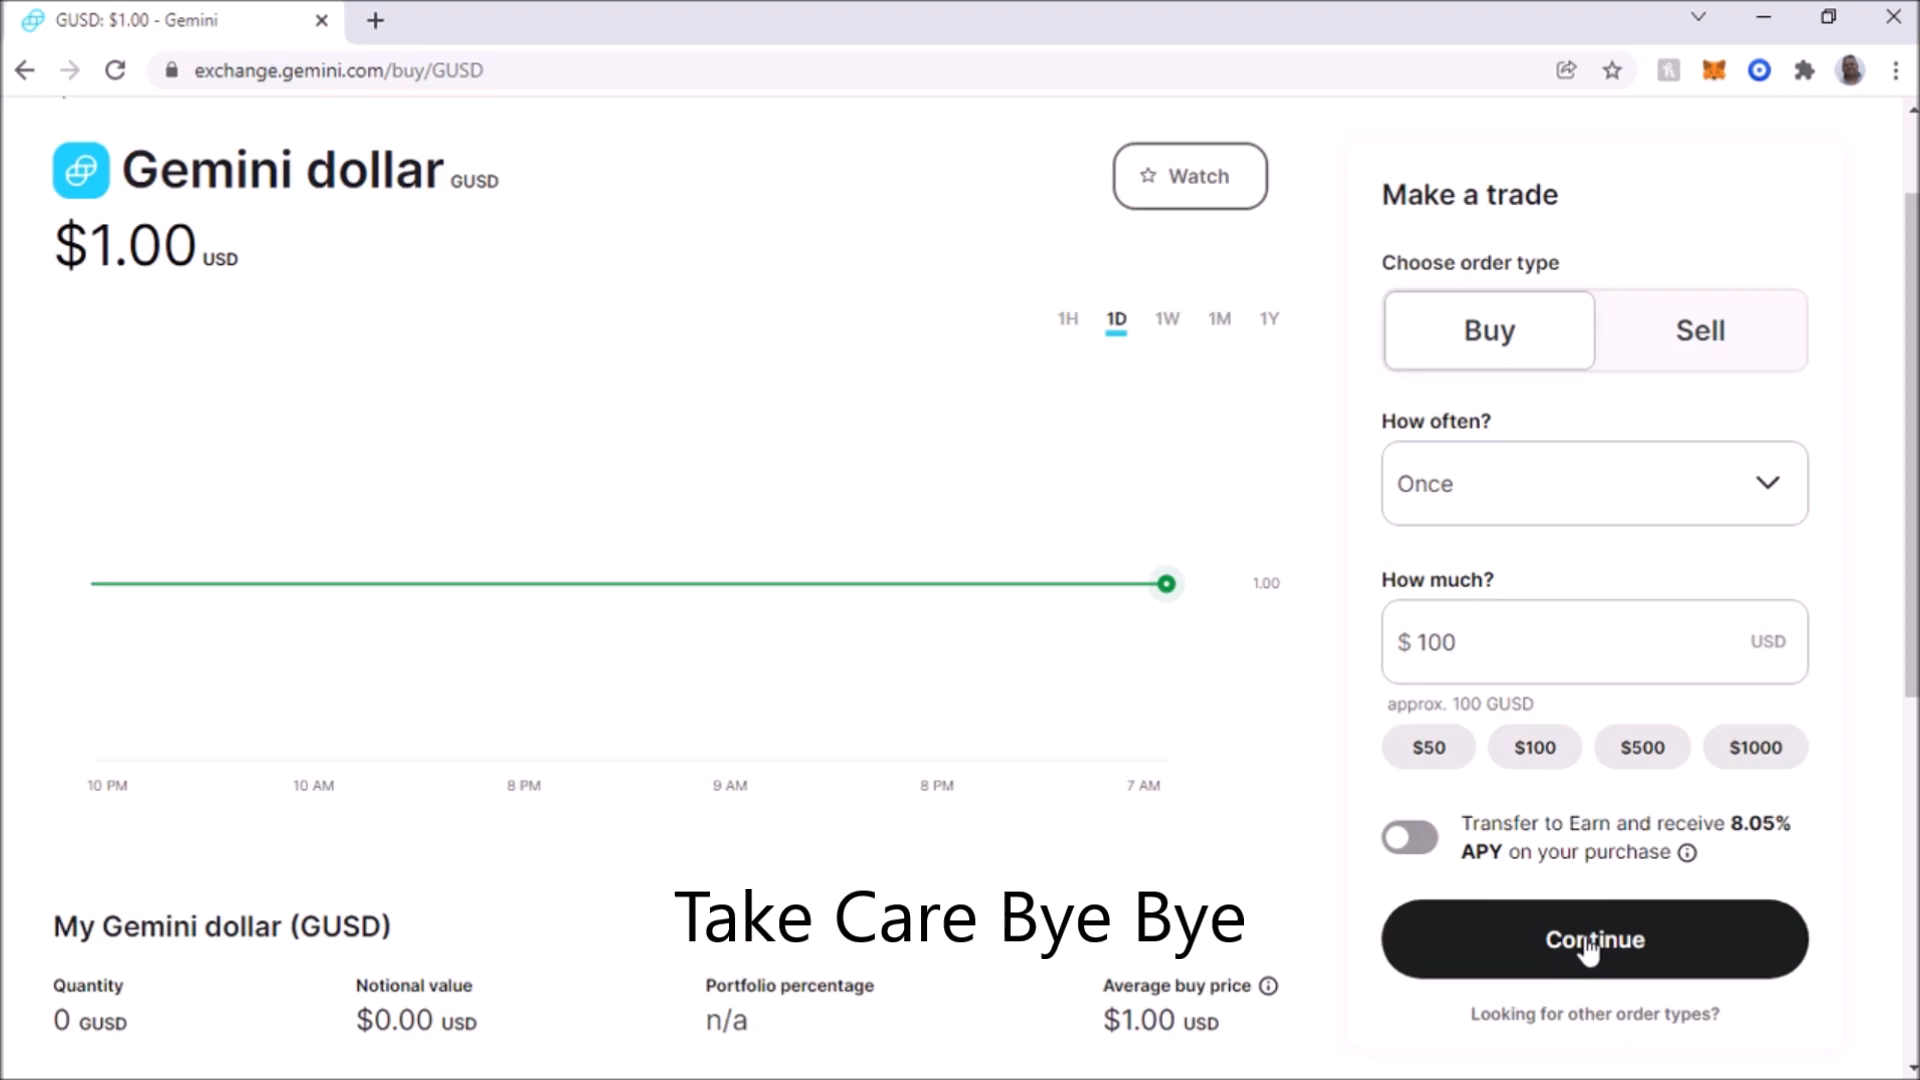 GUSD: $1.00 - Gemini
exchange.gemini.com/buy/GUSD
Gemini dollar GUSD
$1.00 USD
Watch
1H 1D 1W 1M 1Y
1.00
10 PM 10 AM 8 PM 9 AM 8 PM 7 AM
Make a trade
Choose order type
Buy Sell
How often?
Once
How much?
$ 100 USD
approx. 100 GUSD
$50 $100 $500 $1000
Transfer to Earn and receive 8.05%
APY on your purchase
Continue
Looking for other order types?
Take Care Bye Bye
My Gemini dollar (GUSD)
Quantity Notional value Portfolio percentage Average buy price
0 GUSD $0.00 USD n/a $1.00 USD